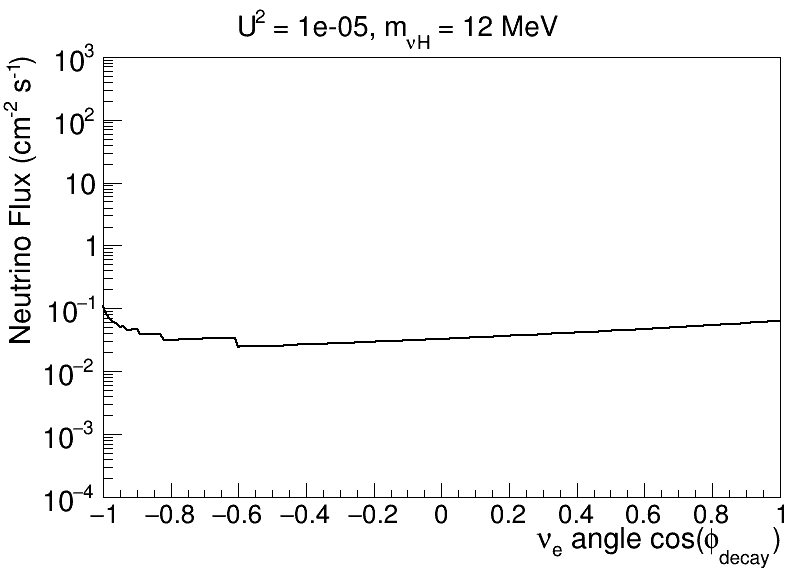 U² = 1e-05, m_νH = 12 MeV
Neutrino Flux (cm⁻² s⁻¹)
10³
10²
10
1
10⁻¹
10⁻²
10⁻³
10⁻⁴
−1 −0.8 −0.6 −0.4 −0.2 0 0.2 0.4 0.6 0.8 1
ν_e angle cos(ϕ_decay)